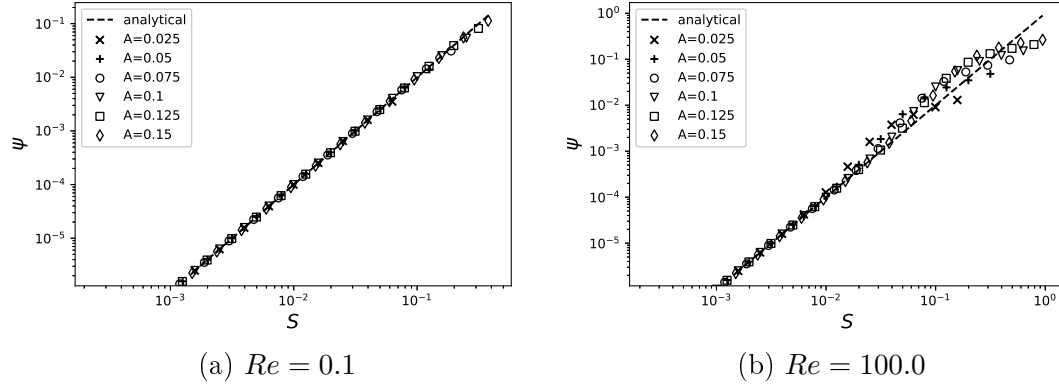 analytical
A=0.025
A=0.05
A=0.075
A=0.1
A=0.125
A=0.15
10⁻¹
10⁻²
10⁻³
10⁻⁴
10⁻⁵
ψ
10⁻³
10⁻²
10⁻¹
S
(a) Re = 0.1
analytical
A=0.025
A=0.05
A=0.075
A=0.1
A=0.125
A=0.15
10⁰
10⁻¹
10⁻²
10⁻³
10⁻⁴
10⁻⁵
ψ
10⁻³
10⁻²
10⁻¹
10⁰
S
(b) Re = 100.0